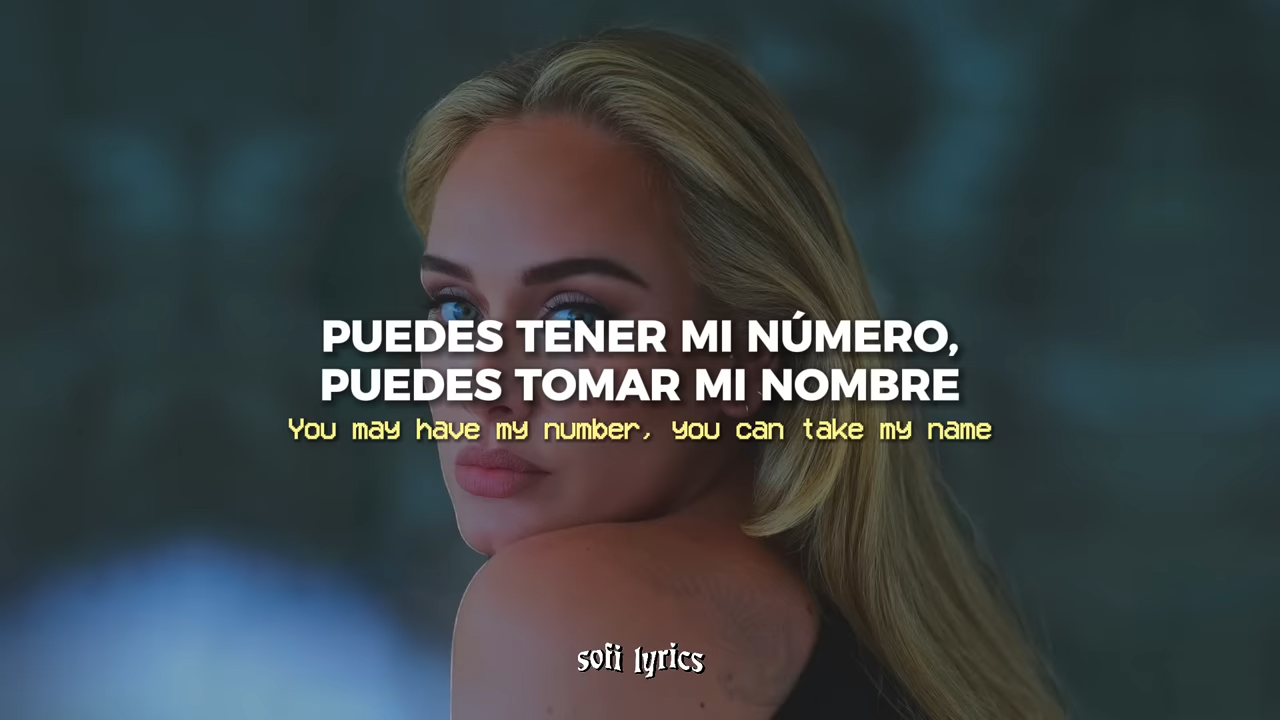 PUEDES TENER MI NÚMERO,
PUEDES TOMAR MI NOMBRE
You may have my number, you can take my name
sofi lyrics